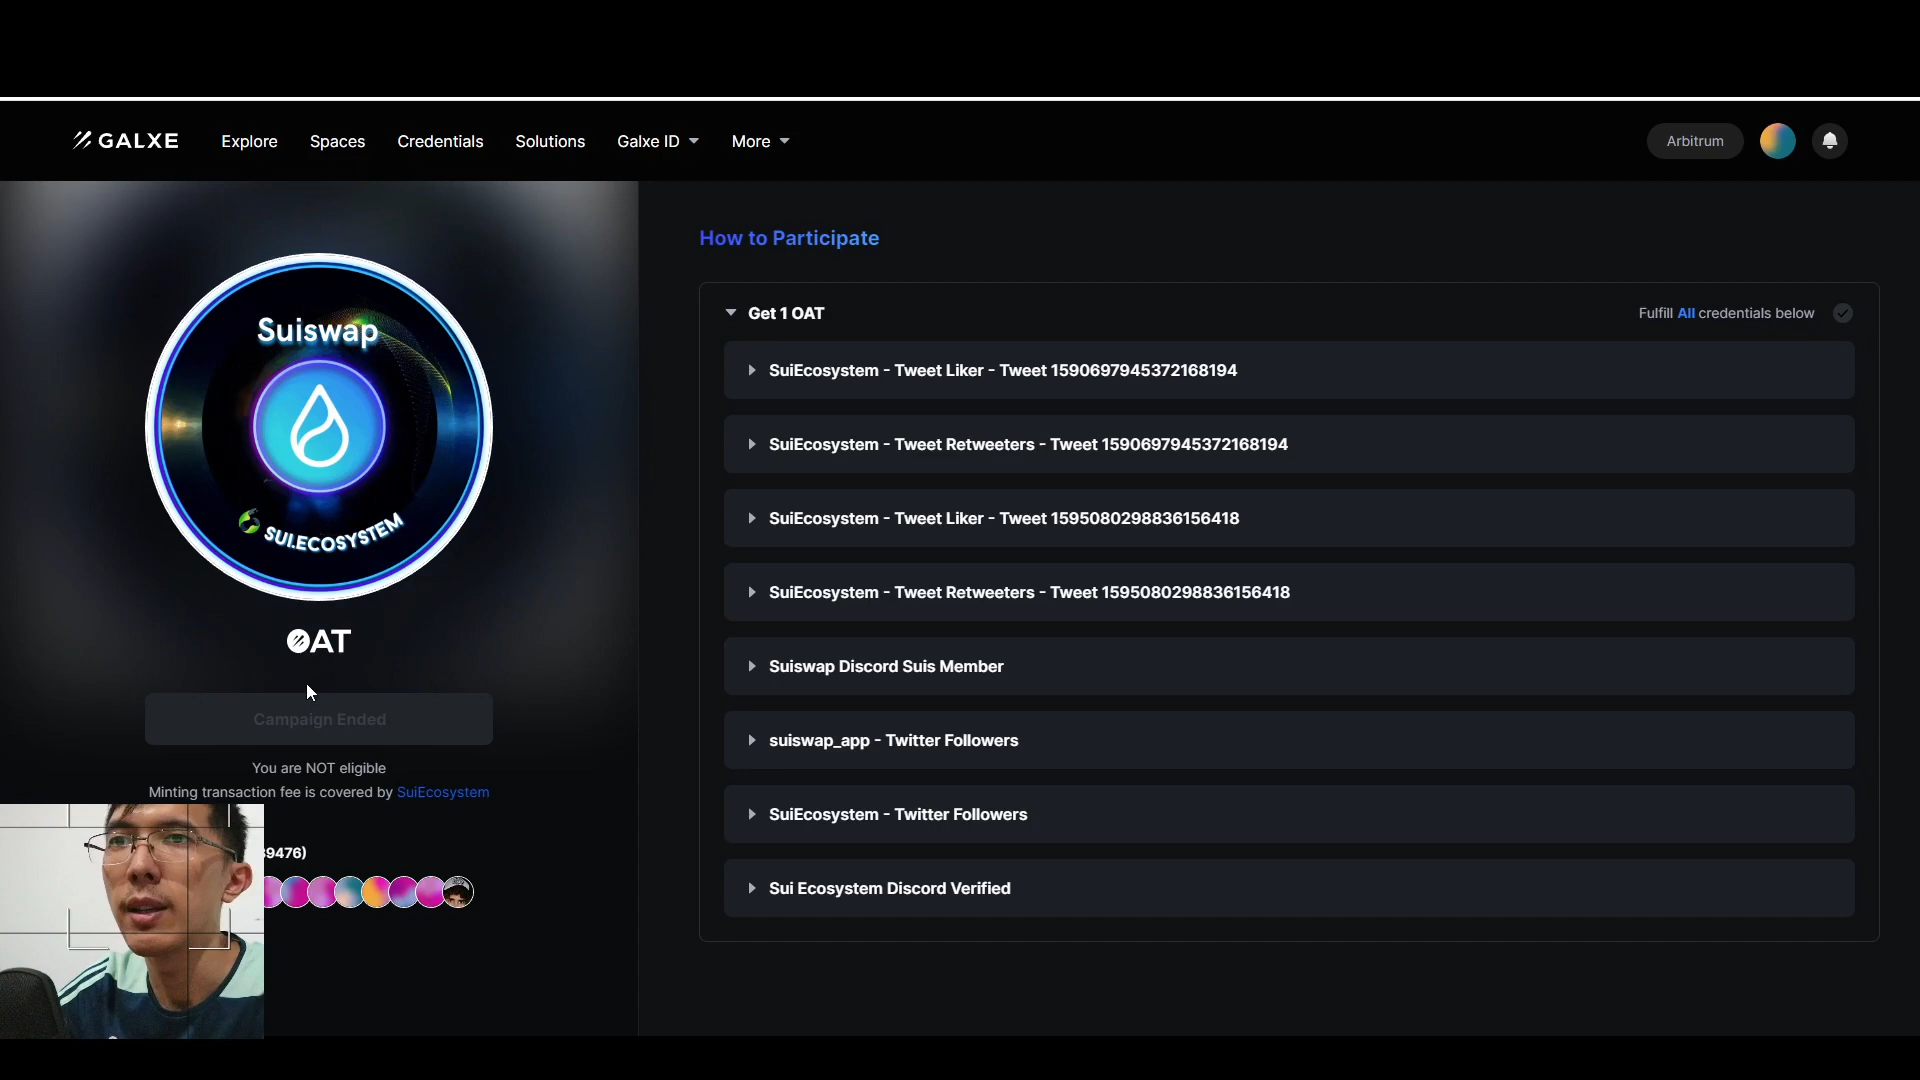 GALXE
Explore
Spaces
Credentials
Solutions
Galxe ID
More
Arbitrum
Suiswap
SUI.ECOSYSTEM
OAT
Campaign Ended
You are NOT eligible
Minting transaction fee is covered by SuiEcosystem
9476)
How to Participate
Get 1 OAT
Fulfill All credentials below
SuiEcosystem - Tweet Liker - Tweet 1590697945372168194
SuiEcosystem - Tweet Retweeters - Tweet 1590697945372168194
SuiEcosystem - Tweet Liker - Tweet 1595080298836156418
SuiEcosystem - Tweet Retweeters - Tweet 1595080298836156418
Suiswap Discord Suis Member
suiswap_app - Twitter Followers
SuiEcosystem - Twitter Followers
Sui Ecosystem Discord Verified